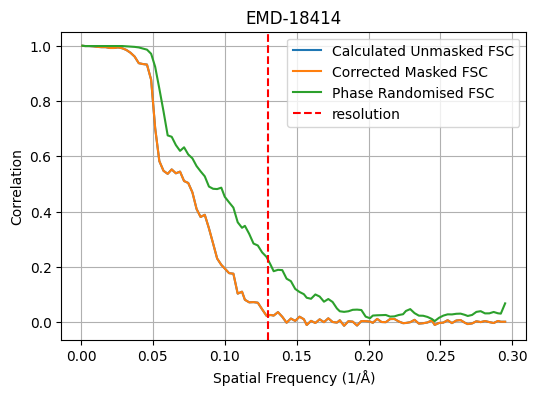 EMD-18414
Calculated Unmasked FSC
Corrected Masked FSC
Phase Randomised FSC
resolution
1.0
0.8
0.6
0.4
0.2
0.0
Correlation
0.00 0.05 0.10 0.15 0.20 0.25 0.30
Spatial Frequency (1/Å)